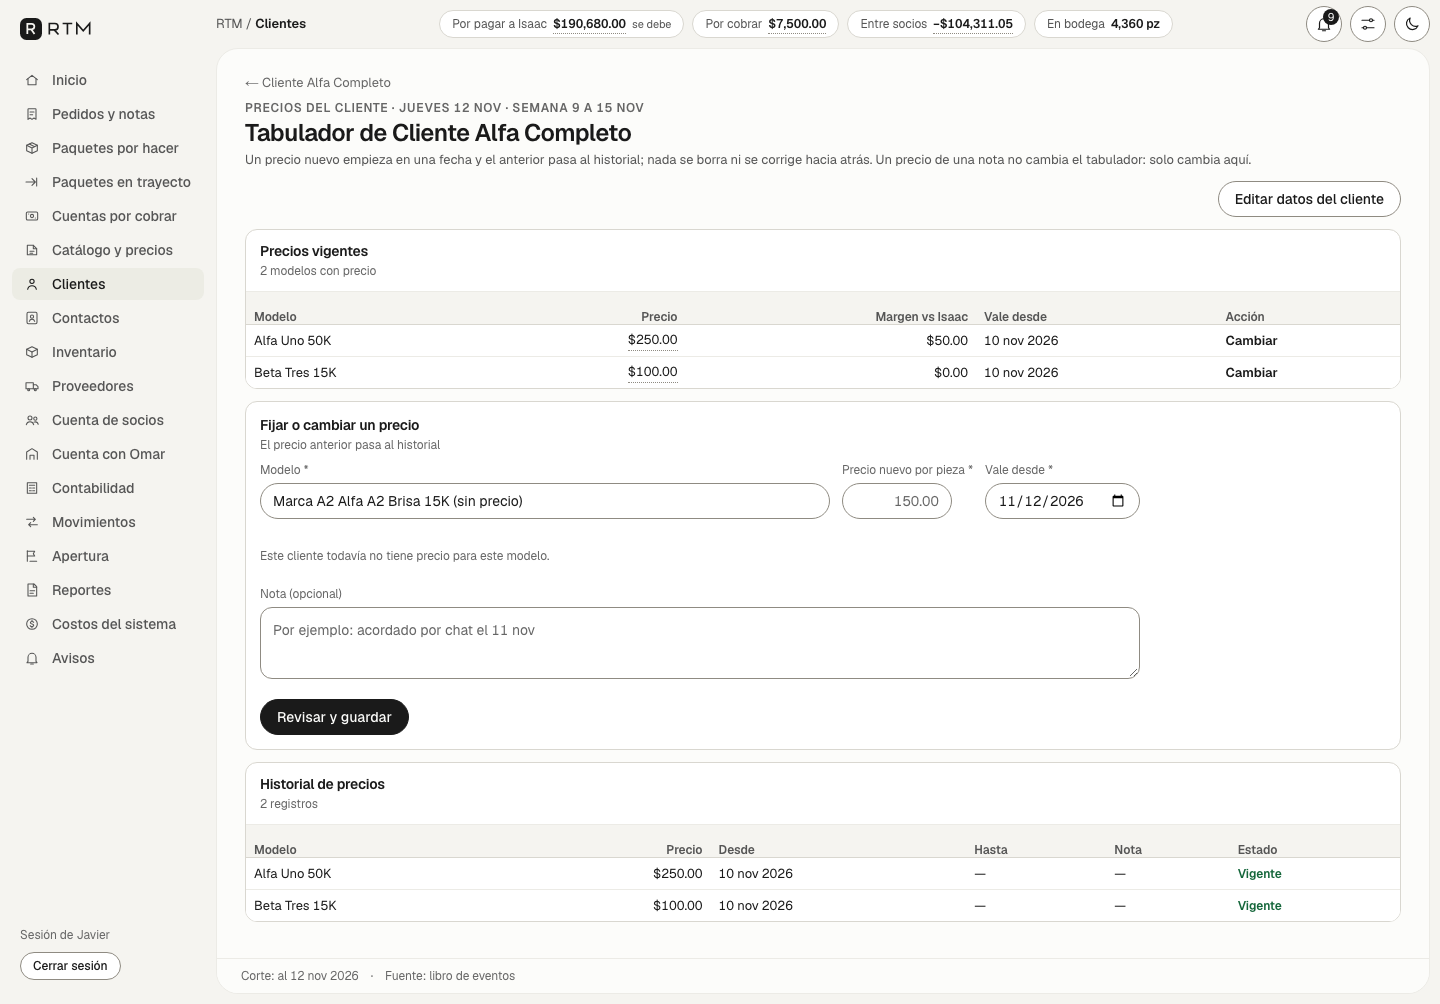 R RTM
RTM / Clientes
Por pagar a Isaac $190,680.00 se debe
Por cobrar $7,500.00
Entre socios −$104,311.05
En bodega 4,360 pz
9
Inicio
Pedidos y notas
Paquetes por hacer
Paquetes en trayecto
Cuentas por cobrar
Catálogo y precios
Clientes
Contactos
Inventario
Proveedores
Cuenta de socios
Cuenta con Omar
Contabilidad
Movimientos
Apertura
Reportes
Costos del sistema
Avisos
Sesión de Javier
Cerrar sesión
← Cliente Alfa Completo
PRECIOS DEL CLIENTE · JUEVES 12 NOV · SEMANA 9 A 15 NOV
Tabulador de Cliente Alfa Completo
Un precio nuevo empieza en una fecha y el anterior pasa al historial; nada se borra ni se corrige hacia atrás. Un precio de una nota no cambia el tabulador: solo cambia aquí.
Editar datos del cliente
Precios vigentes
2 modelos con precio
Modelo Precio Margen vs Isaac Vale desde Acción
Alfa Uno 50K $250.00 $50.00 10 nov 2026 Cambiar
Beta Tres 15K $100.00 $0.00 10 nov 2026 Cambiar
Fijar o cambiar un precio
El precio anterior pasa al historial
Modelo * Precio nuevo por pieza * Vale desde *
Marca A2 Alfa A2 Brisa 15K (sin precio) 150.00 11/12/2026
Este cliente todavía no tiene precio para este modelo.
Nota (opcional)
Por ejemplo: acordado por chat el 11 nov
Revisar y guardar
Historial de precios
2 registros
Modelo Precio Desde Hasta Nota Estado
Alfa Uno 50K $250.00 10 nov 2026 — — Vigente
Beta Tres 15K $100.00 10 nov 2026 — — Vigente
Corte: al 12 nov 2026 · Fuente: libro de eventos